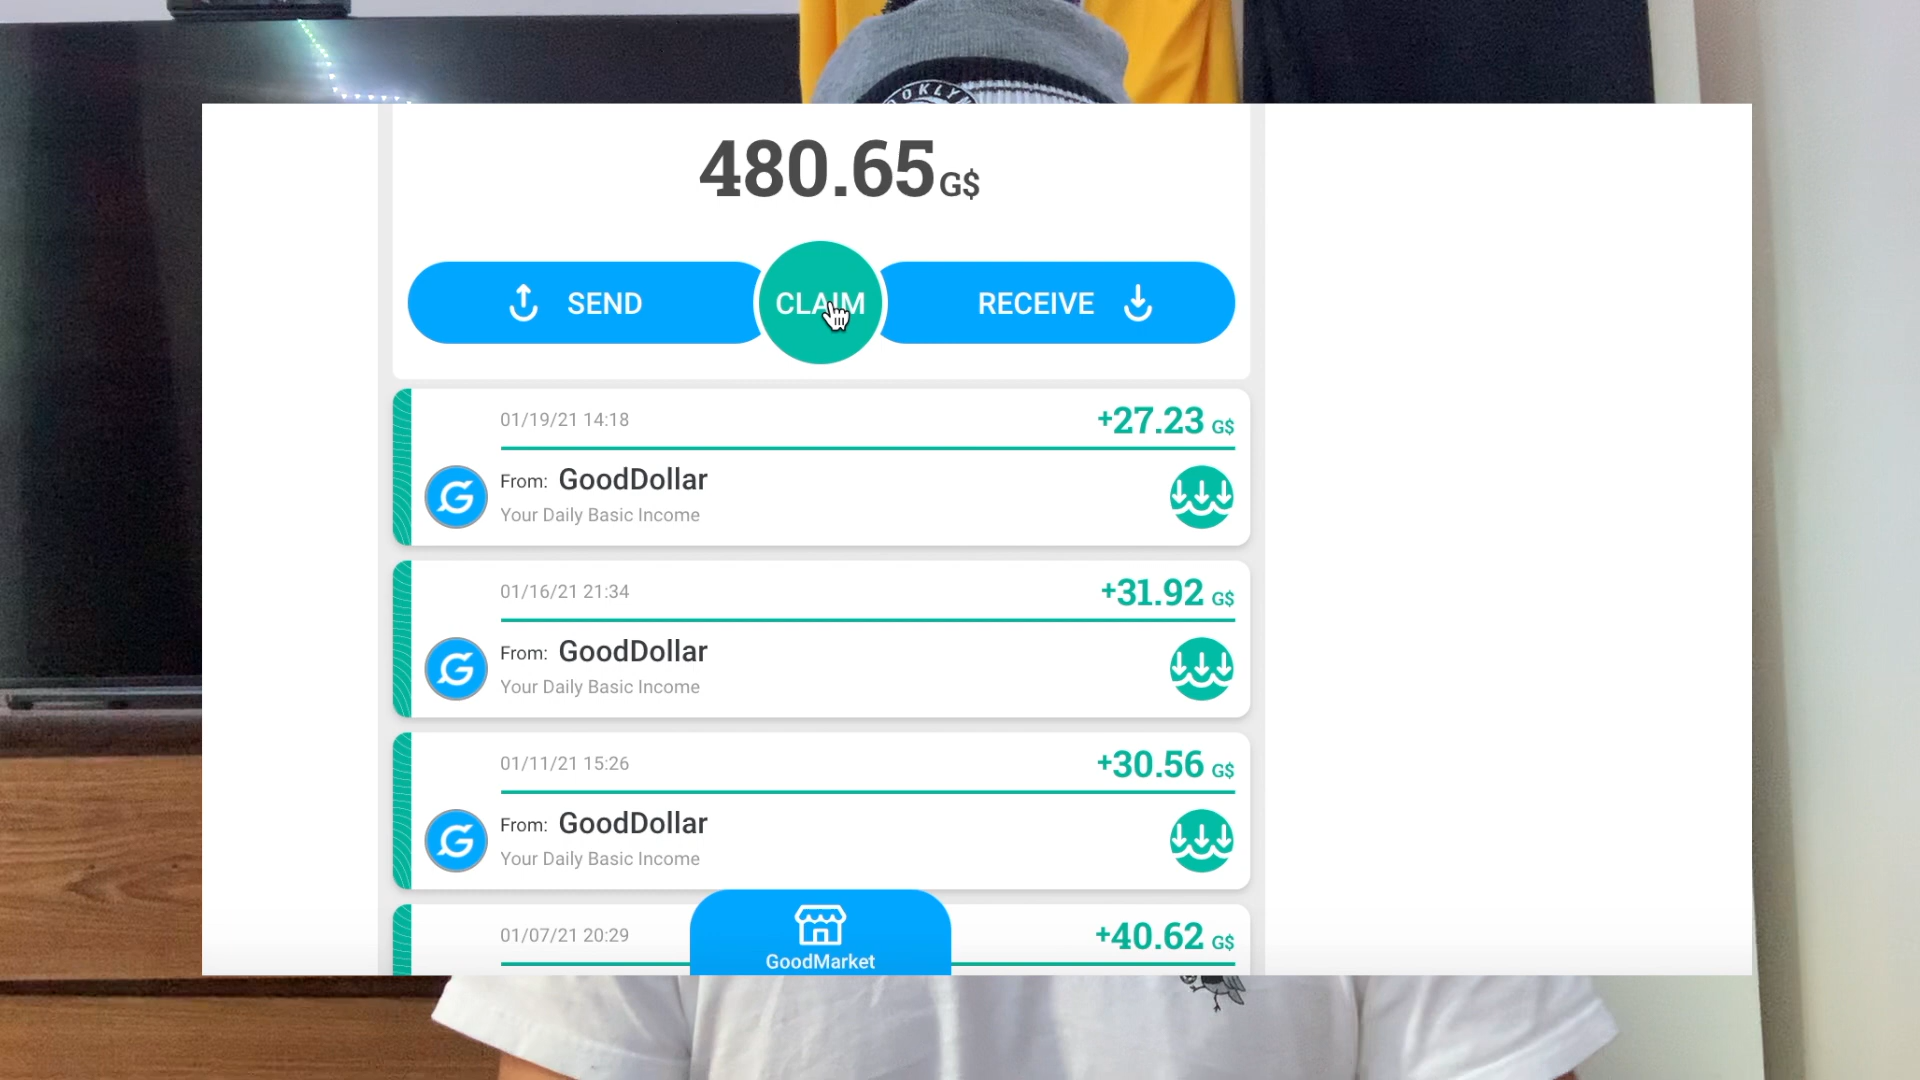 OOKLY
480.65 G$
SEND
CLAIM
RECEIVE
01/19/21 14:18
+27.23 G$
From: GoodDollar
Your Daily Basic Income
01/16/21 21:34
+31.92 G$
From: GoodDollar
Your Daily Basic Income
01/11/21 15:26
+30.56 G$
From: GoodDollar
Your Daily Basic Income
01/07/21 20:29
+40.62 G$
GoodMarket